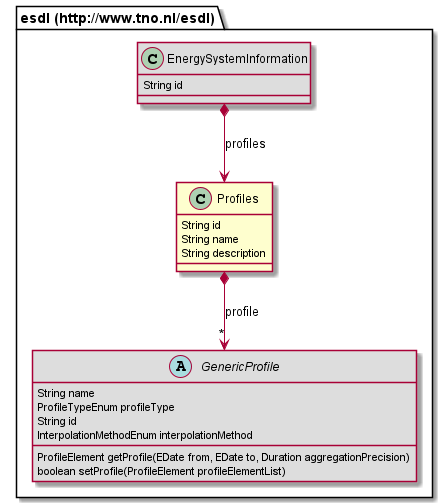 esdl (http://www.tno.nl/esdl)
C EnergySystemInformation
String id
profiles
C Profiles
String id
String name
String description
profile
*
A GenericProfile
String name
ProfileTypeEnum profileType
String id
InterpolationMethodEnum interpolationMethod
ProfileElement getProfile(EDate from, EDate to, Duration aggregationPrecision)
boolean setProfile(ProfileElement profileElementList)